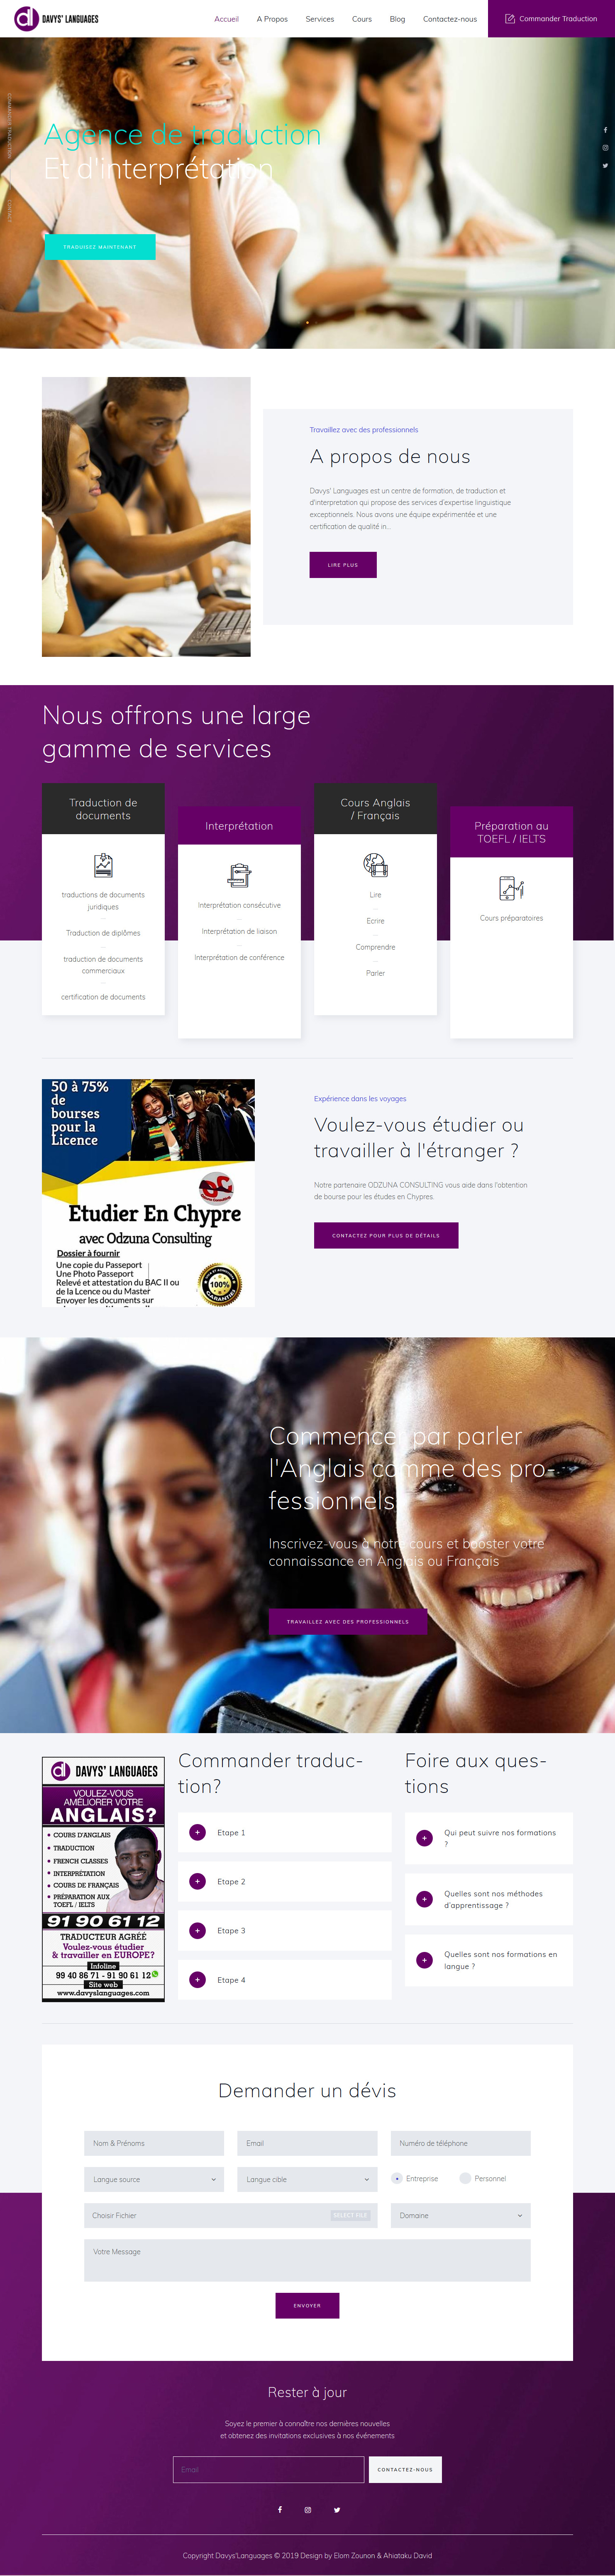 dl DAVYS' LANGUAGES
Accueil
A Propos
Services
Cours
Blog
Contactez-nous
Commander Traduction
COMMANDER TRADUCTION
CONTACT
Agence de traduction
Et d'interprétation
TRADUISEZ MAINTENANT
Travaillez avec des professionnels
A propos de nous
Davys' Languages est un centre de formation, de traduction et
d'interpretation qui propose des services d'expertise linguistique
exceptionnels. Nous avons une équipe expérimentée et une
certification de qualité in...
LIRE PLUS
Nous offrons une large
gamme de services
Traduction de
documents
traductions de documents
juridiques
Traduction de diplômes
traduction de documents
commerciaux
certification de documents
Interprétation
Interprétation consécutive
Interprétation de liaison
Interprétation de conférence
Cours Anglais
/ Français
Lire
Ecrire
Comprendre
Parler
Préparation au
TOEFL / IELTS
Cours préparatoires
50 à 75%
de
bourses
pour la
Licence
Etudier En Chypre
avec Odzuna Consulting
Dossier à fournir
Une copie du Passeport
Une Photo Passeport
Relevé et attestation du BAC II ou
de la Lcence ou du Master
Envoyer les documents sur
100%
GARANTIE
Expérience dans les voyages
Voulez-vous étudier ou
travailler à l'étranger ?
Notre partenaire ODZUNA CONSULTING vous aide dans l'obtention
de bourse pour les études en Chypres.
CONTACTEZ POUR PLUS DE DÉTAILS
Commencer par parler
l'Anglais comme des pro-
fessionnels
Inscrivez-vous à notre cours et booster votre
connaissance en Anglais ou Français
TRAVAILLEZ AVEC DES PROFESSIONNELS
dl DAVYS' LANGUAGES
VOULEZ-VOUS
AMÉLIORER VOTRE
ANGLAIS?
• COURS D'ANGLAIS
• TRADUCTION
• FRENCH CLASSES
• INTERPRÉTATION
• COURS DE FRANÇAIS
• PRÉPARATION AUX
TOEFL / IELTS
91 90 61 12
TRADUCTEUR AGRÉÉ
Voulez-vous étudier
& travailler en EUROPE?
Infoline
99 40 86 71 - 91 90 61 12
Site web
www.davyslanguages.com
Commander traduc-
tion?
Etape 1
Etape 2
Etape 3
Etape 4
Foire aux ques-
tions
Qui peut suivre nos formations
?
Quelles sont nos méthodes
d'apprentissage ?
Quelles sont nos formations en
langue ?
Demander un dévis
Nom & Prénoms
Email
Numéro de téléphone
Langue source
Langue cible
Entreprise
Personnel
Choisir Fichier
SELECT FILE
Domaine
Votre Message
ENVOYER
Rester à jour
Soyez le premier à connaître nos dernières nouvelles
et obtenez des invitations exclusives à nos événements
Email
CONTACTEZ-NOUS
Copyright Davys'Languages © 2019 Design by Elom Zounon & Ahiataku David